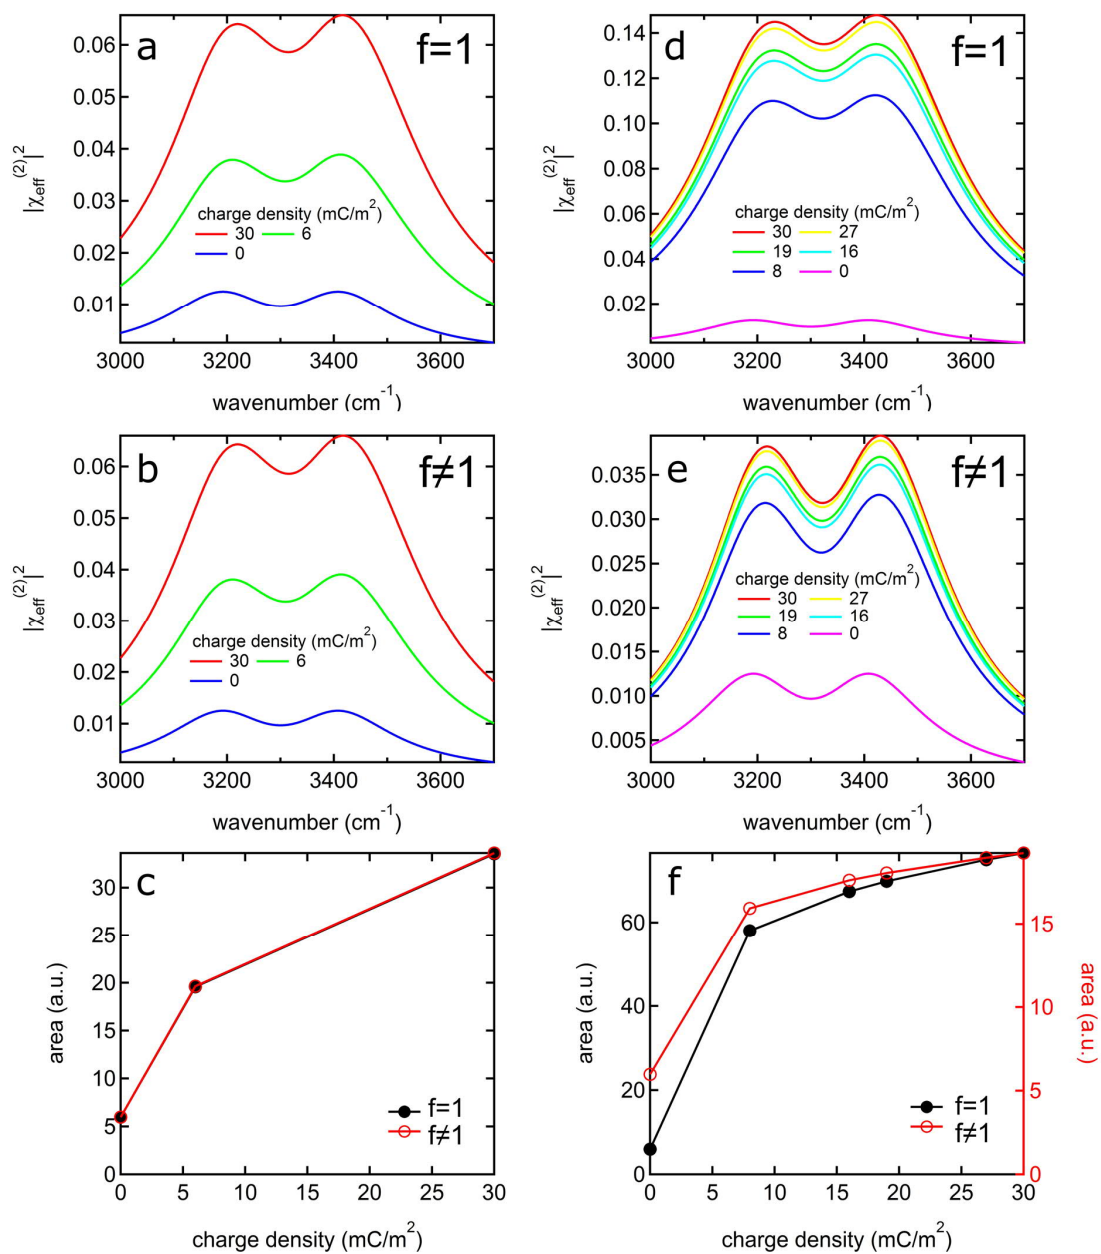 a
f=1
0.06
0.05
0.04
0.03
0.02
0.01
|χeff(2)|²
charge density (mC/m²)
30 6
0
3000 3200 3400 3600
wavenumber (cm⁻¹)
d
f=1
0.14
0.12
0.10
0.08
0.06
0.04
0.02
|χeff(2)|²
charge density (mC/m²)
30 27
19 16
8 0
3000 3200 3400 3600
wavenumber (cm⁻¹)
b
f≠1
0.06
0.05
0.04
0.03
0.02
0.01
|χeff(2)|²
charge density (mC/m²)
30 6
0
3000 3200 3400 3600
wavenumber (cm⁻¹)
e
f≠1
0.035
0.030
0.025
0.020
0.015
0.010
0.005
|χeff(2)|²
charge density (mC/m²)
30 27
19 16
8 0
3000 3200 3400 3600
wavenumber (cm⁻¹)
c
30
25
20
15
10
5
0
area (a.u.)
f=1
f≠1
0 5 10 15 20 25 30
charge density (mC/m²)
f
60
40
20
0
area (a.u.)
15
10
5
0
area (a.u.)
f=1
f≠1
0 5 10 15 20 25 30
charge density (mC/m²)